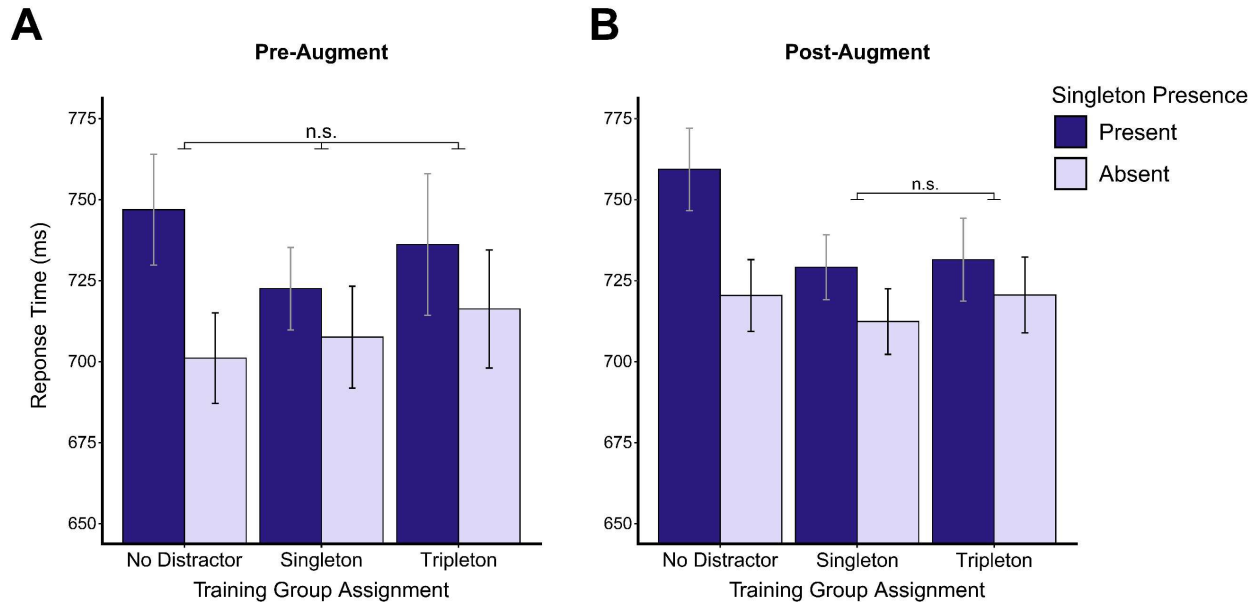 A
B
Pre-Augment
Post-Augment
Singleton Presence
Present
Absent
Reponse Time (ms)
775
750
725
700
675
650
n.s.
No Distractor
Singleton
Tripleton
Training Group Assignment
775
750
725
700
675
650
n.s.
No Distractor
Singleton
Tripleton
Training Group Assignment